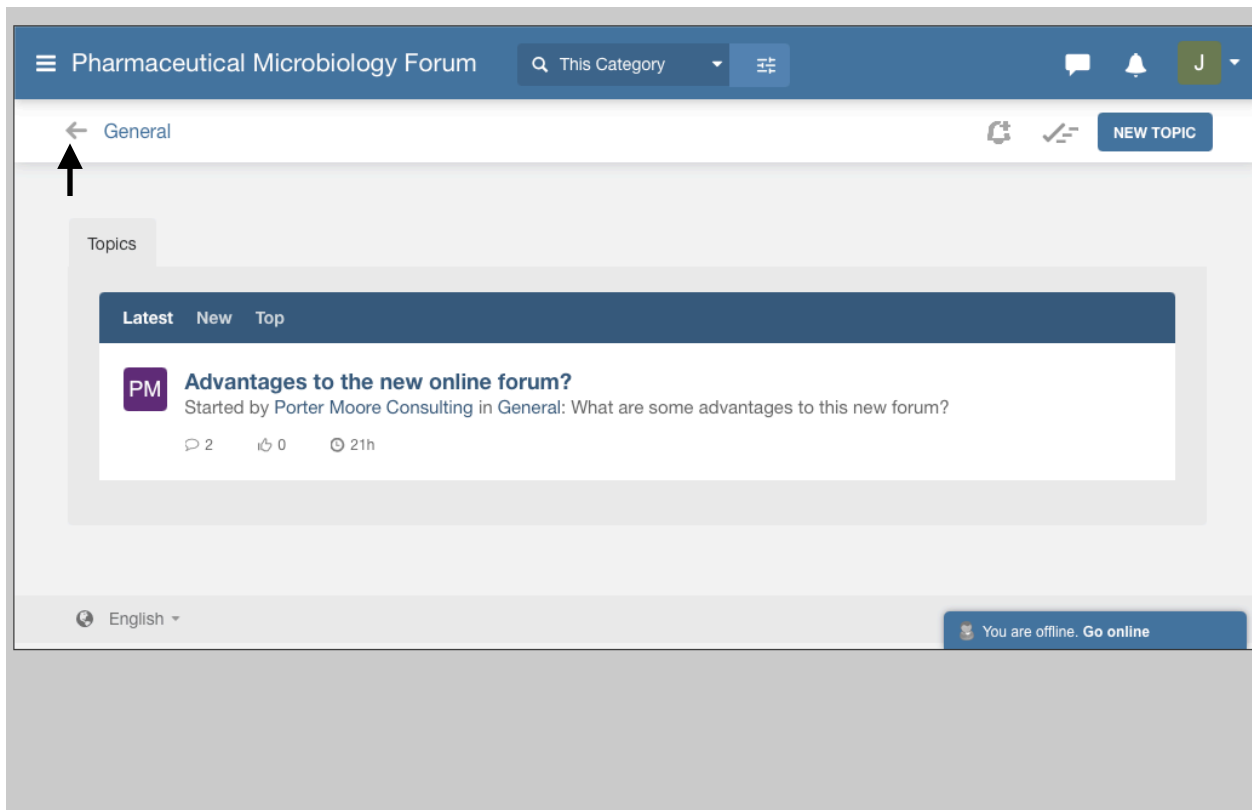 Pharmaceutical Microbiology Forum
This Category
J
General
NEW TOPIC
Topics
Latest New Top
PM
Advantages to the new online forum?
Started by Porter Moore Consulting in General: What are some advantages to this new forum?
2 0 21h
English
You are offline. Go online